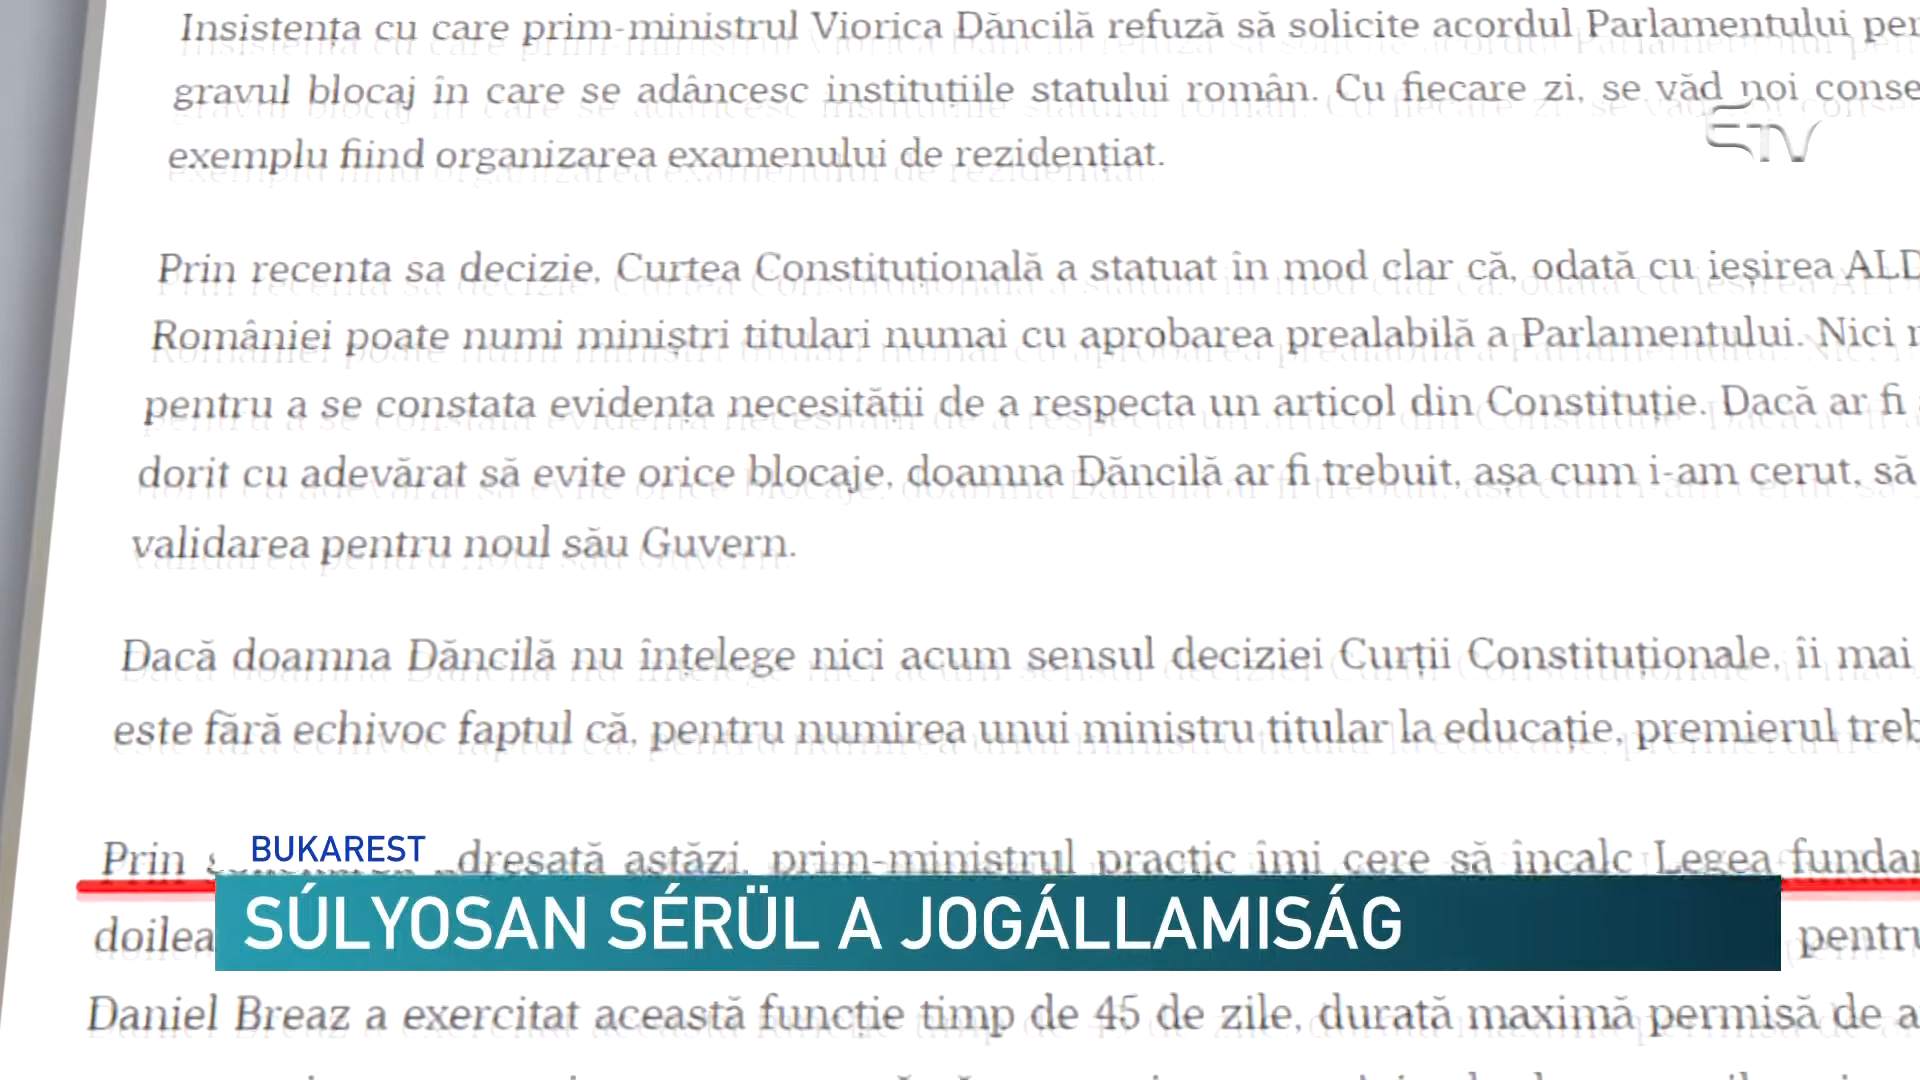 Insistența cu care prim-ministrul Viorica Dăncilă refuză să solicite acordul Parlamentului
gravul blocaj în care se adâncesc instituțiile statului român. Cu fiecare zi, se văd noi
ETV
exemplu fiind organizarea examenului de rezidențiat.
Prin recenta sa decizie, Curtea Constituțională a statuat în mod clar că, odată cu ieșirea
României poate numi miniștri titulari numai cu aprobarea prealabilă a Parlamentului. Nici
pentru a se constata evidența necesității de a respecta un articol din Constituție. Dacă ar fi
dorit cu adevărat să evite orice blocaje, doamna Dăncilă ar fi trebuit, așa cum i-am cerut, să
validarea pentru noul său Guvern.
Dacă doamna Dăncilă nu înțelege nici acum sensul deciziei Curții Constituționale, îi mai
este fără echivoc faptul că, pentru numirea unui ministru titular la educație, premierul
Prin dresată astăzi, prim-ministrul practic îmi cere să încalc Legea
BUKAREST
SÚLYOSAN SÉRÜL A JOGÁLLAMISÁG
doilea
Daniel Breaz a exercitat această funcție timp de 45 de zile, durată maximă permisă de